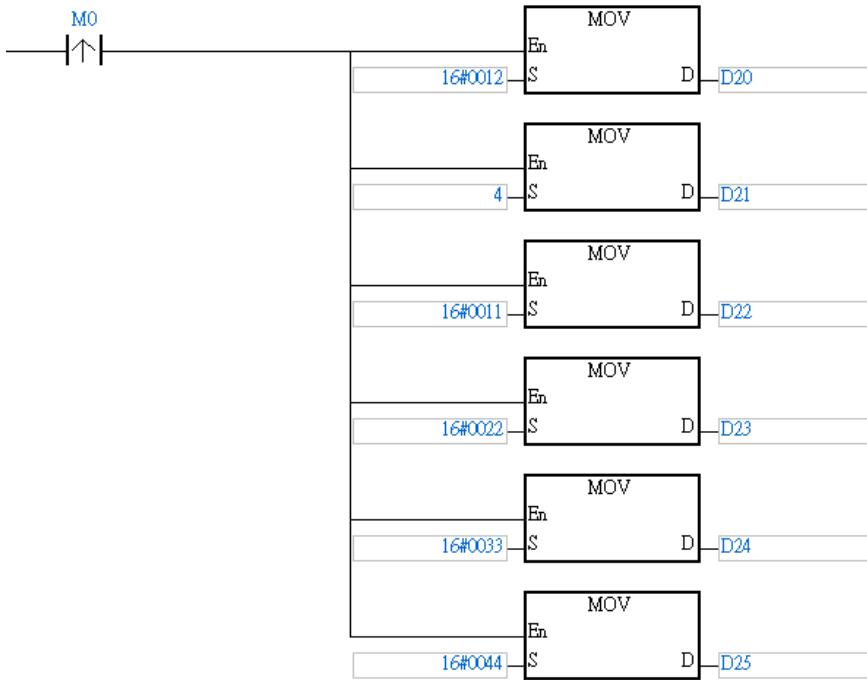 M0
MOV
En
16#0012 S D D20
MOV
En
4 S D D21
MOV
En
16#0011 S D D22
MOV
En
16#0022 S D D23
MOV
En
16#0033 S D D24
MOV
En
16#0044 S D D25